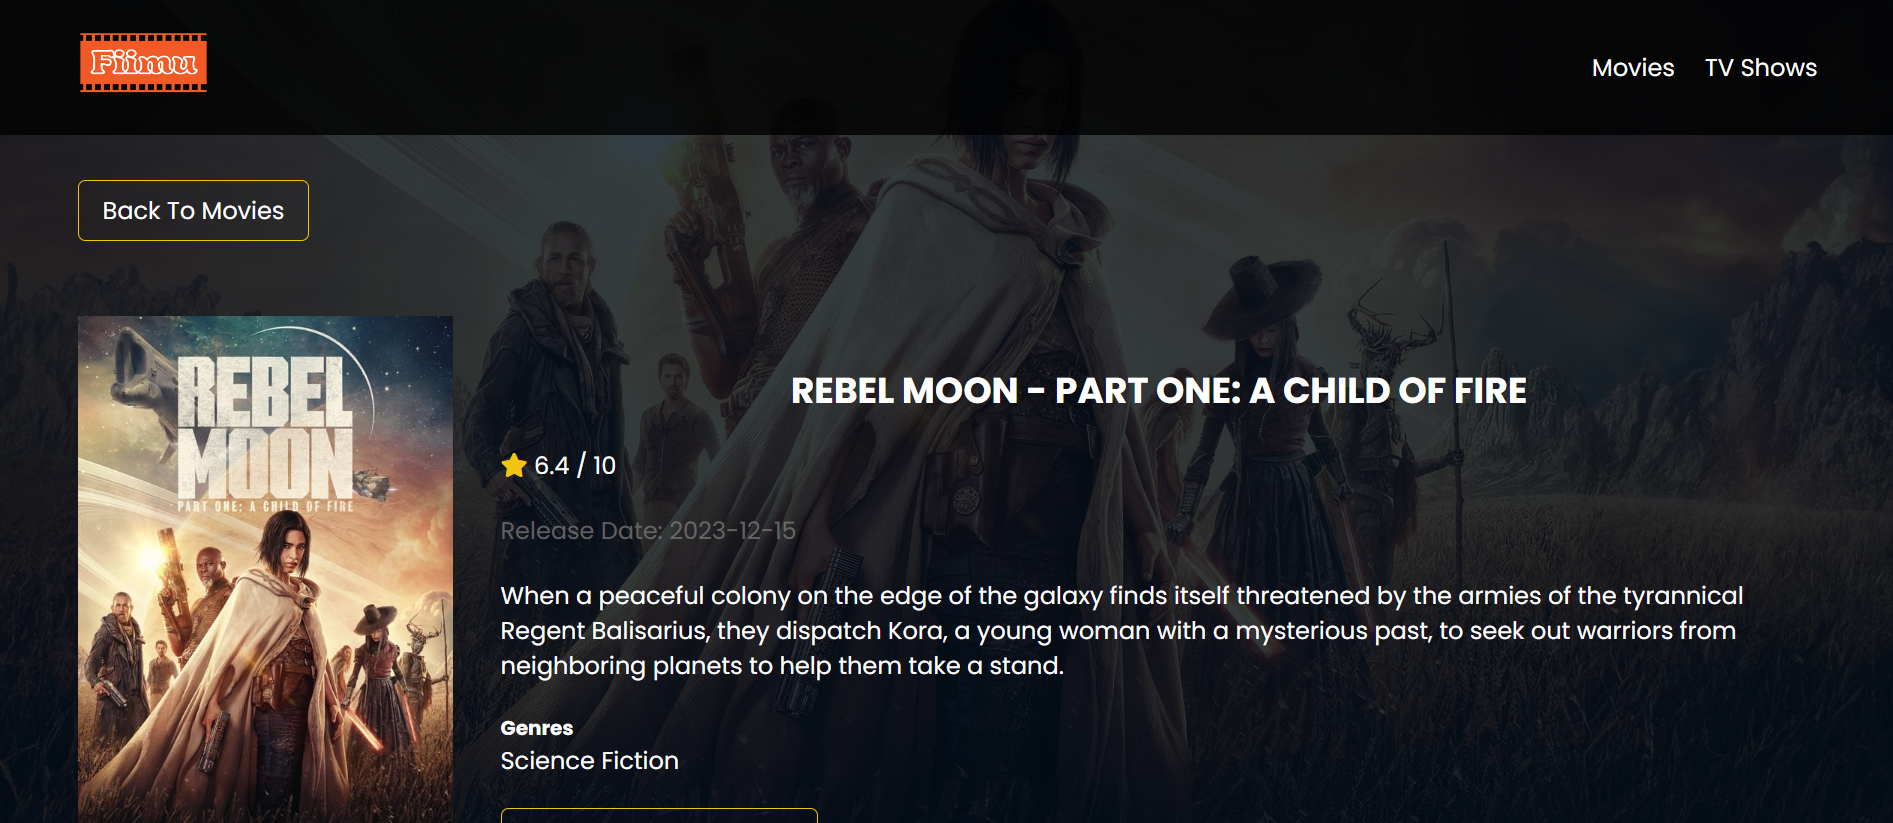 Fiimu
Movies
TV Shows
Back To Movies
REBEL
MOON
PART ONE: A CHILD OF FIRE
REBEL MOON - PART ONE: A CHILD OF FIRE
6.4 / 10
Release Date: 2023-12-15
When a peaceful colony on the edge of the galaxy finds itself threatened by the armies of the tyrannical
Regent Balisarius, they dispatch Kora, a young woman with a mysterious past, to seek out warriors from
neighboring planets to help them take a stand.
Genres
Science Fiction